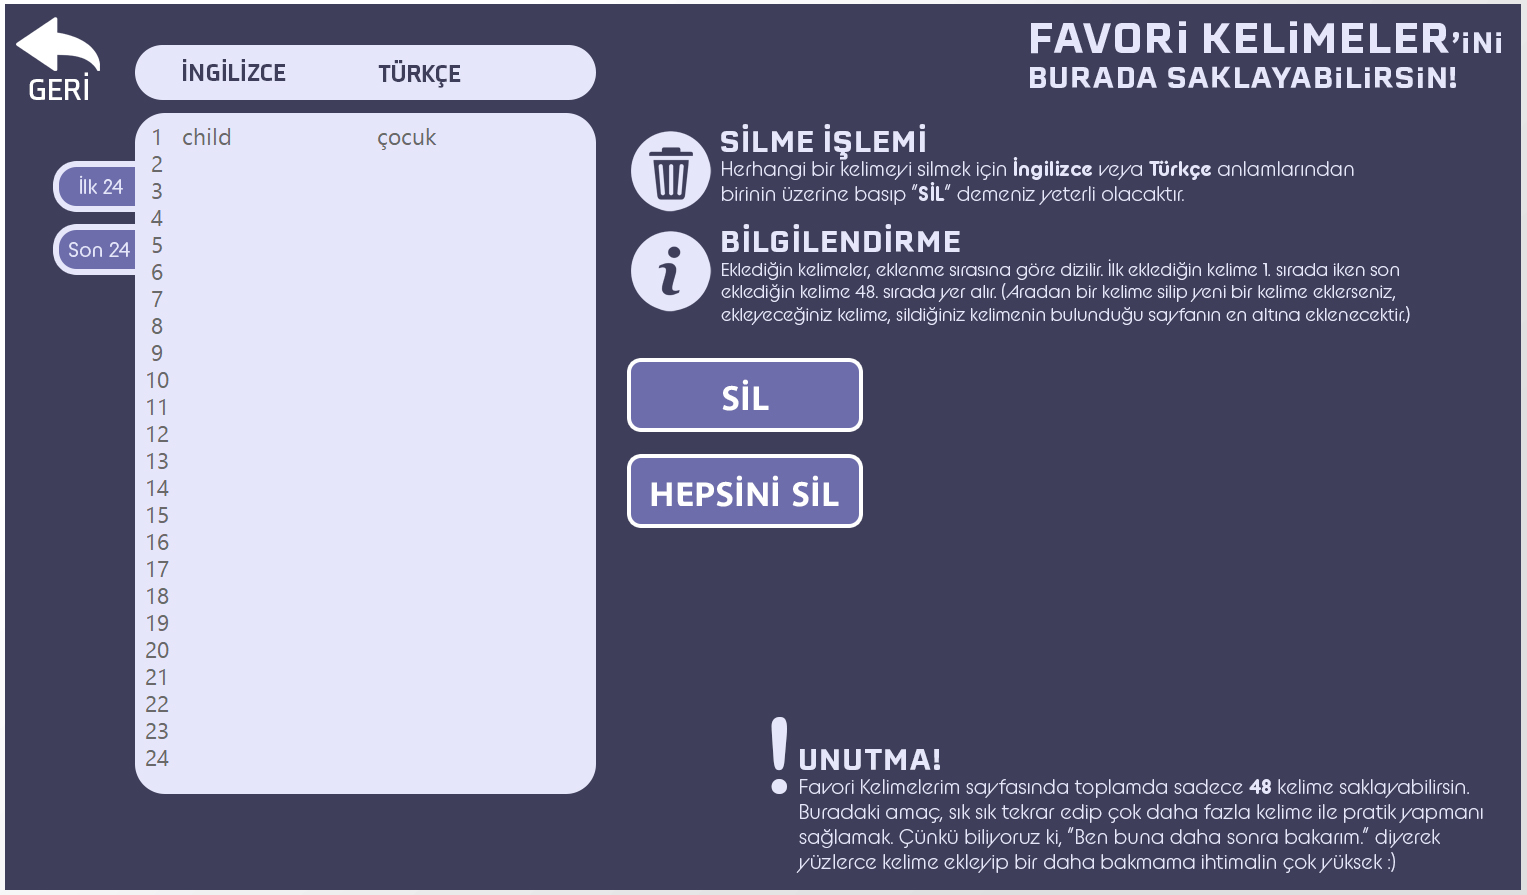 GERİ
İNGİLİZCE TÜRKÇE
FAVORi KELiMELER'iNi
BURADA SAKLAYABiLiRSiN!
İlk 24
Son 24
1 child çocuk
2
3
4
5
6
7
8
9
10
11
12
13
14
15
16
17
18
19
20
21
22
23
24
SİLME İŞLEMİ
Herhangi bir kelimeyi silmek için İngilizce veya Türkçe anlamlarından
birinin üzerine basıp "SİL" demeniz yeterli olacaktır.
BİLGİLENDİRME
Eklediğin kelimeler, eklenme sırasına göre dizilir. İlk eklediğin kelime 1. sırada iken son
eklediğin kelime 48. sırada yer alır. (Aradan bir kelime silip yeni bir kelime eklerseniz,
ekleyeceğiniz kelime, sildiğiniz kelimenin bulunduğu sayfanın en altına eklenecektir.)
SİL
HEPSİNİ SİL
! UNUTMA!
Favori Kelimelerim sayfasında toplamda sadece 48 kelime saklayabilirsin.
Buradaki amaç, sık sık tekrar edip çok daha fazla kelime ile pratik yapmanı
sağlamak. Çünkü biliyoruz ki, "Ben buna daha sonra bakarım." diyerek
yüzlerce kelime ekleyip bir daha bakmama ihtimalin çok yüksek :)